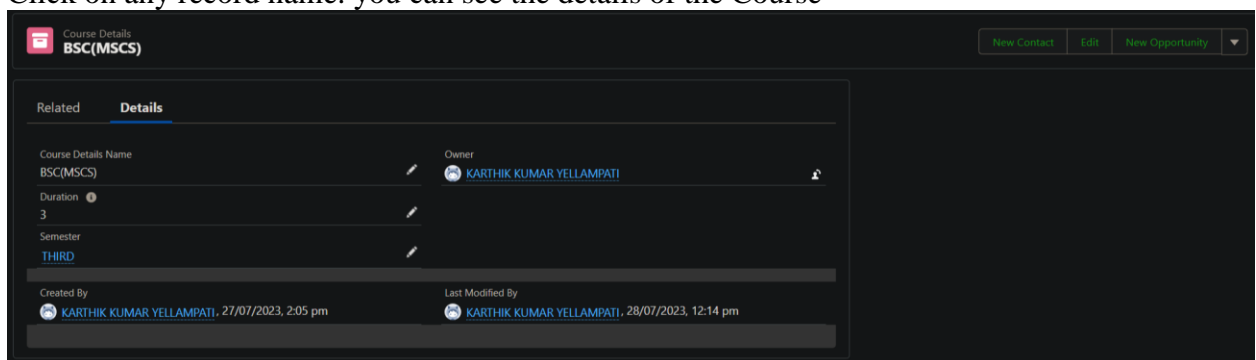 Click on any record name. you can see the details of the Course
Course Details
BSC(MSCS)
New Contact Edit New Opportunity
Related Details
Course Details Name
BSC(MSCS)
Owner
KARTHIK KUMAR YELLAMPATI
Duration
3
Semester
THIRD
Created By
KARTHIK KUMAR YELLAMPATI, 27/07/2023, 2:05 pm
Last Modified By
KARTHIK KUMAR YELLAMPATI, 28/07/2023, 12:14 pm